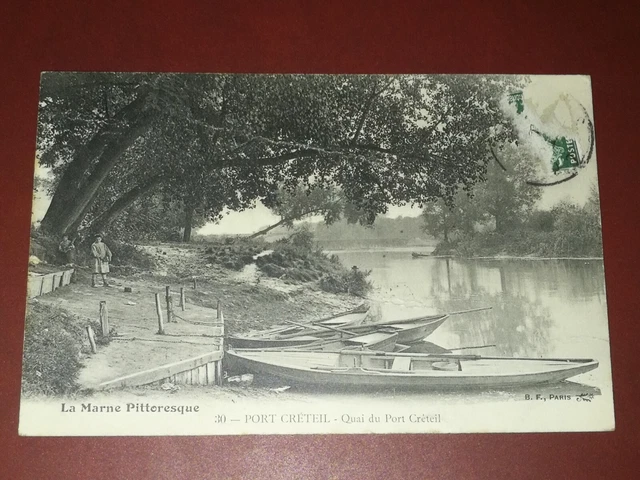 La Marne Pittoresque
30 – PORT CRÉTEIL - Quai du Port Créteil
B. F., PARIS